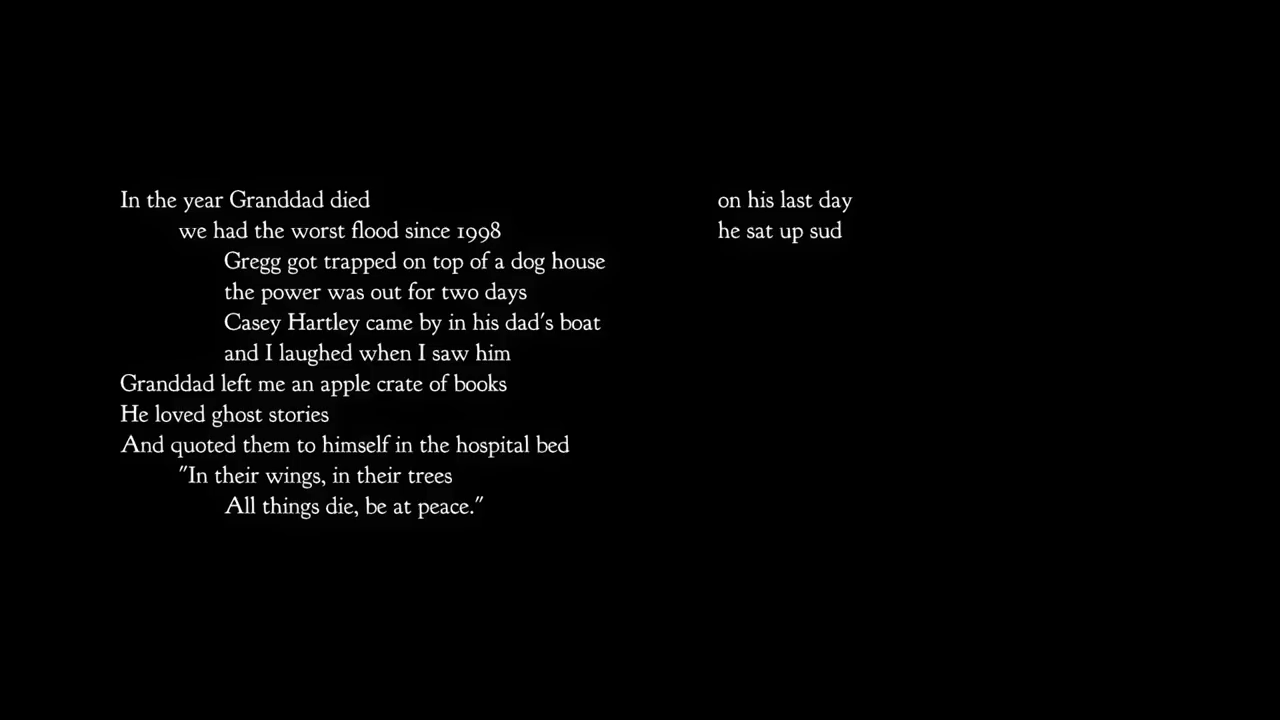 In the year Granddad died
we had the worst flood since 1998
Gregg got trapped on top of a dog house
the power was out for two days
Casey Hartley came by in his dad's boat
and I laughed when I saw him
Granddad left me an apple crate of books
He loved ghost stories
And quoted them to himself in the hospital bed
"In their wings, in their trees
All things die, be at peace."
on his last day
he sat up sud